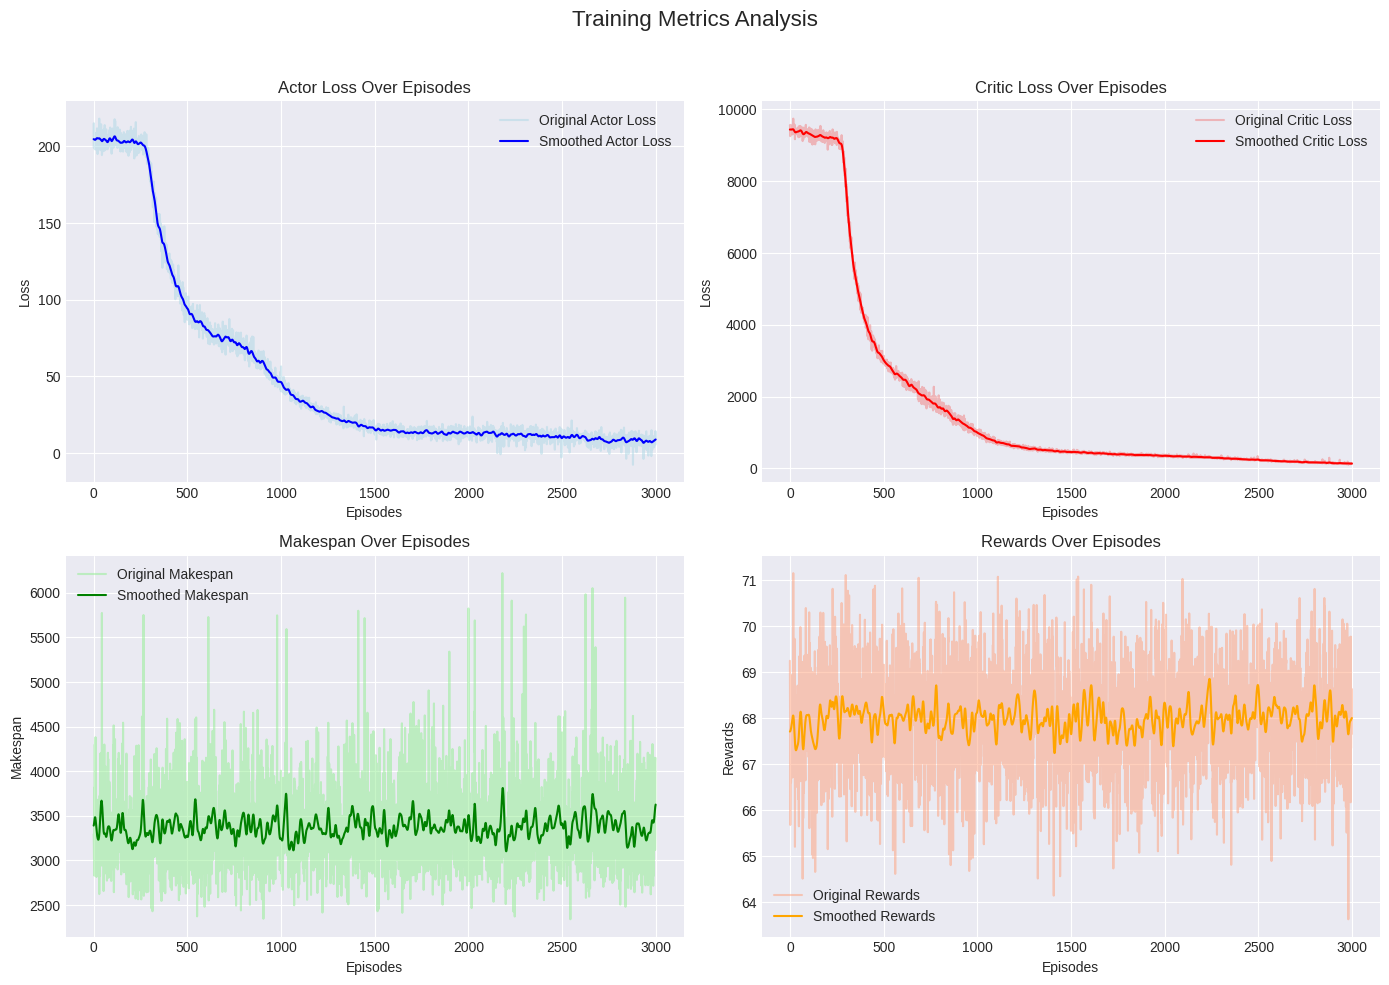 Training Metrics Analysis
Actor Loss Over Episodes
Original Actor Loss
Smoothed Actor Loss
Loss
200
150
100
50
0
0 500 1000 1500 2000 2500 3000
Episodes
Critic Loss Over Episodes
Original Critic Loss
Smoothed Critic Loss
Loss
10000
8000
6000
4000
2000
0
0 500 1000 1500 2000 2500 3000
Episodes
Makespan Over Episodes
Original Makespan
Smoothed Makespan
Makespan
6000
5500
5000
4500
4000
3500
3000
2500
0 500 1000 1500 2000 2500 3000
Episodes
Rewards Over Episodes
Rewards
71
70
69
68
67
66
65
64
Original Rewards
Smoothed Rewards
0 500 1000 1500 2000 2500 3000
Episodes